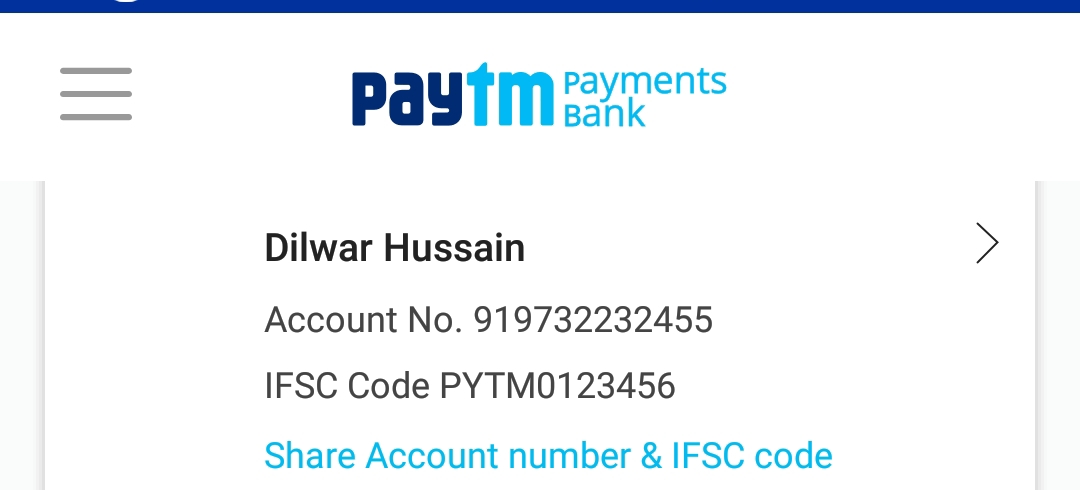 paytm Payments Bank
Dilwar Hussain
Account No. 919732232455
IFSC Code PYTM0123456
Share Account number & IFSC code